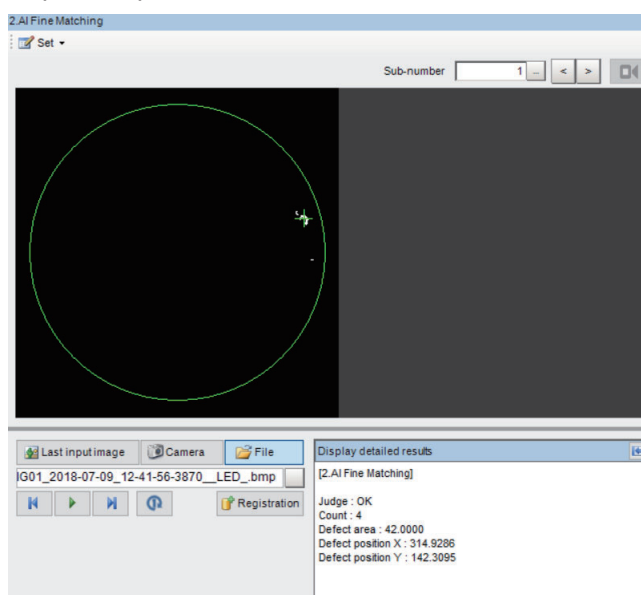 2.AI Fine Matching
Set
Sub-number 1 ... < >
Last input image Camera File
IG01_2018-07-09_12-41-56-3870__LED_.bmp
Registration
Display detailed results
[2.AI Fine Matching]
Judge : OK
Count : 4
Defect area : 42.0000
Defect position X : 314.9286
Defect position Y : 142.3095